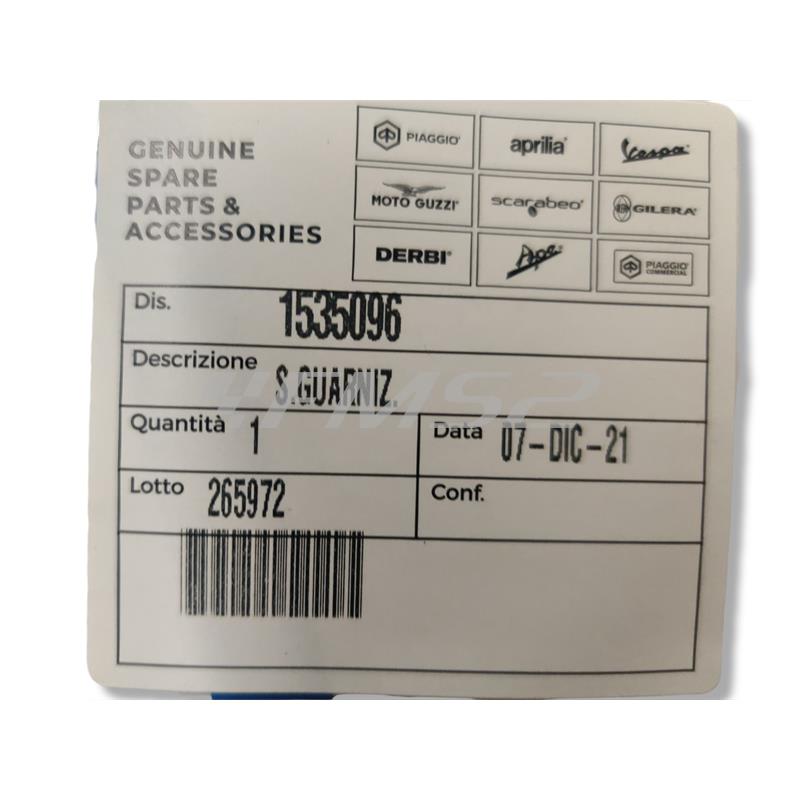 GENUINE
SPARE
PARTS &
ACCESSORIES
PIAGGIO
aprilia
Vespa
MOTO GUZZI
scarabeo
GILERA
DERBI
Ape
PIAGGIO
COMMERCIAL
Dis. 1535096
Descrizione S.GUARNIZ.
Quantità 1
Data 07-DIC-21
Lotto 265972
Conf.